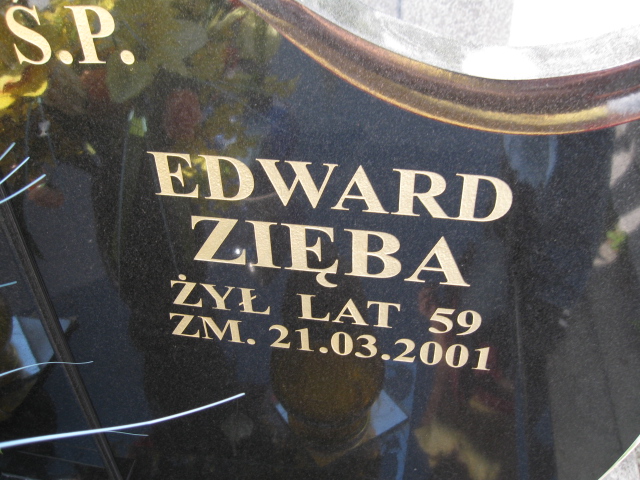 Ś.P.
EDWARD
ZIĘBA
ŻYŁ LAT 59
ZM. 21.03.2001